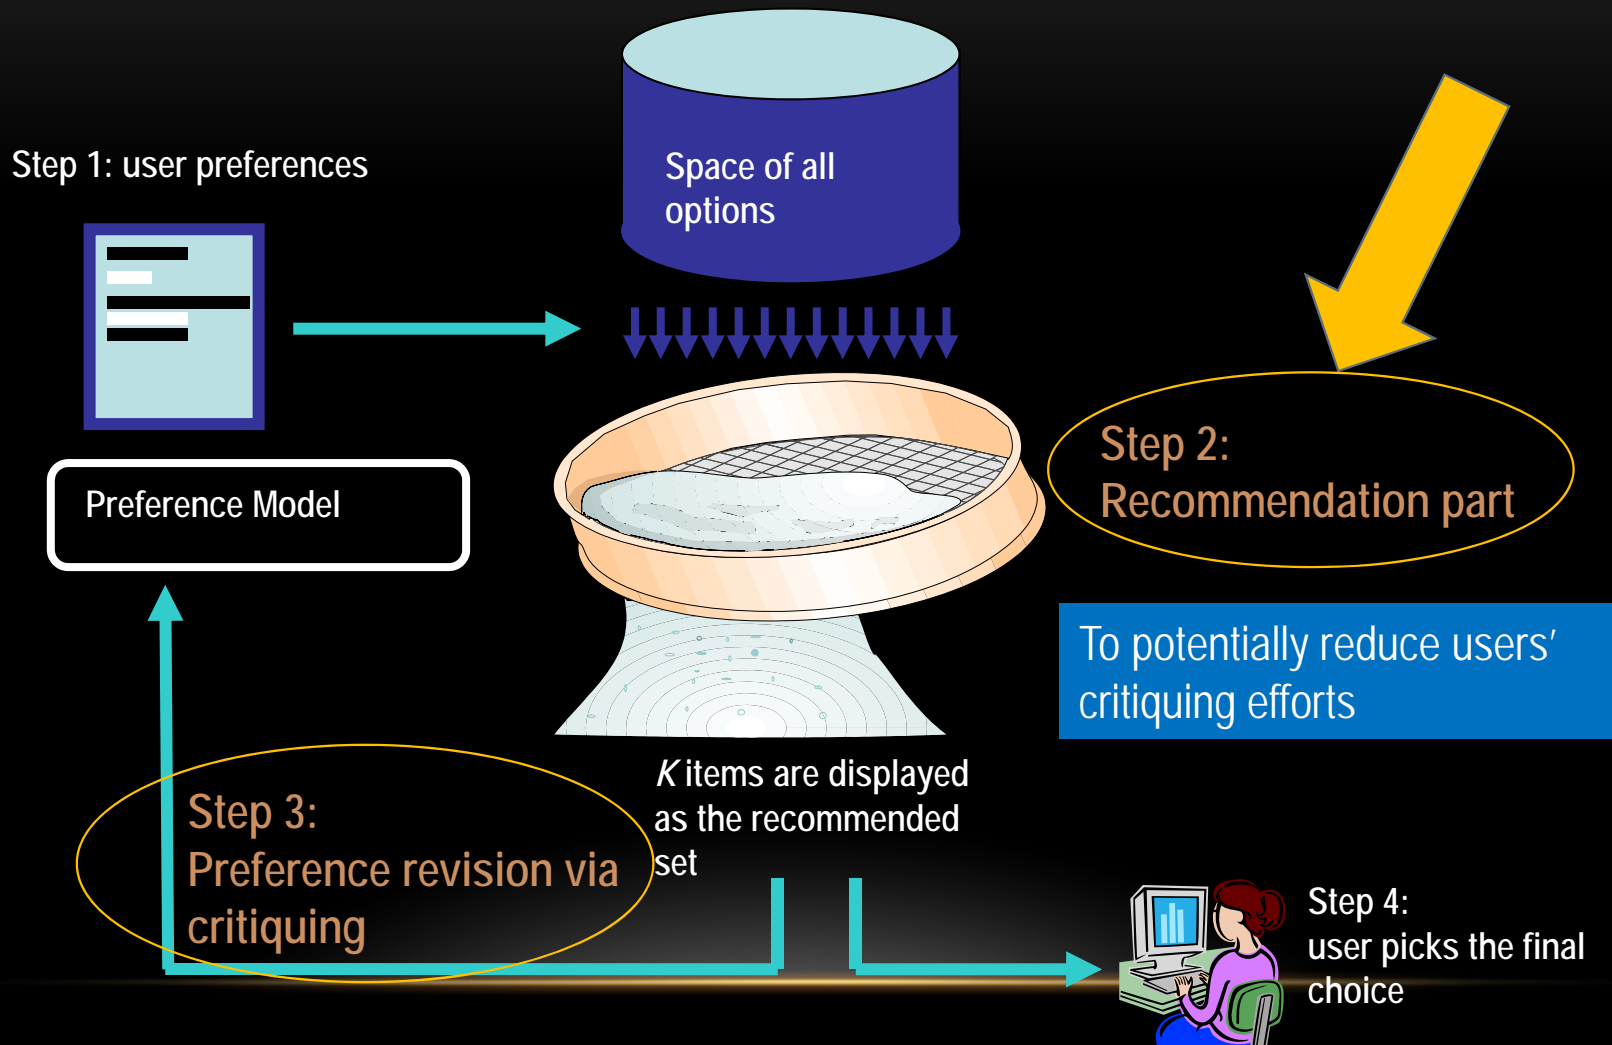 Step 1: user preferences
Space of all
options
Preference Model
Step 2:
Recommendation part
To potentially reduce users’
critiquing efforts
K items are displayed
as the recommended
set
Step 3:
Preference revision via
critiquing
Step 4:
user picks the final
choice